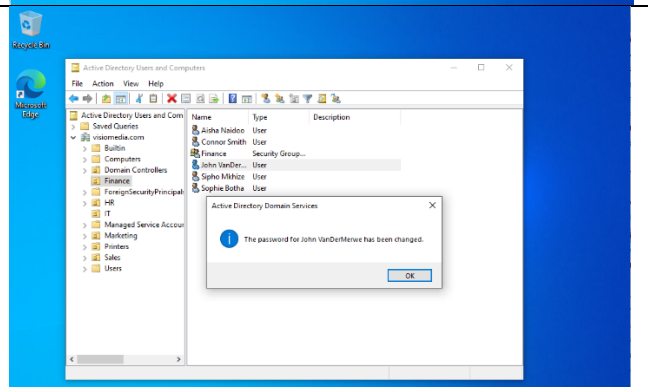 Recycle Bin
Microsoft
Edge
Active Directory Users and Computers
File Action View Help
Active Directory Users and Com
Saved Queries
visiomedia.com
Builtin
Computers
Domain Controllers
Finance
ForeignSecurityPrincipals
HR
IT
Managed Service Accour
Marketing
Printers
Sales
Users
Name Type Description
Aisha Naidoo User
Connor Smith User
Finance Security Group...
John VanDer... User
Sipho Mkhize User
Sophie Botha User
Active Directory Domain Services
The password for John VanDerMerwe has been changed.
OK